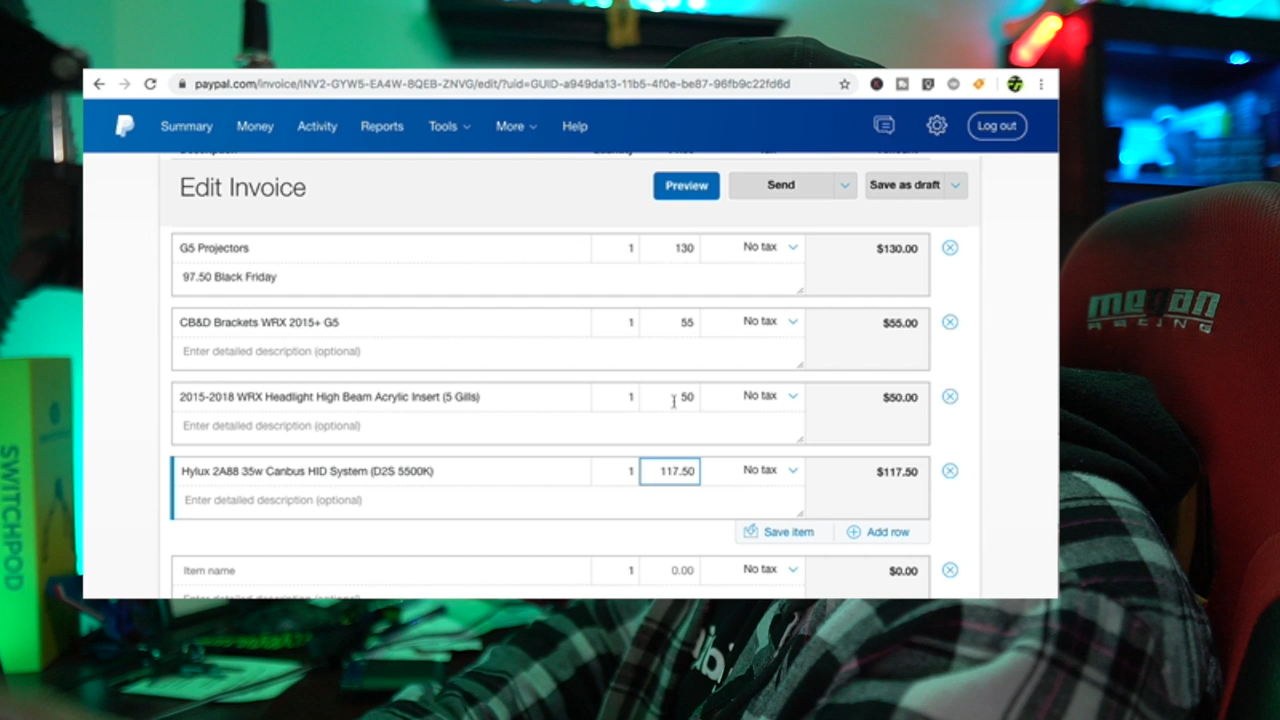 paypal.com/invoice/INV2-GYW5-EA4W-8QEB-ZNVG/edit/?uid=GUID-a949da13-11b5-4f0e-be87-96fb9c22fd6d
Summary Money Activity Reports Tools More Help Log out
Edit Invoice Preview Send Save as draft
G5 Projectors 1 130 No tax $130.00
97.50 Black Friday
CB&D Brackets WRX 2015+ G5 1 55 No tax $55.00
Enter detailed description (optional)
2015-2018 WRX Headlight High Beam Acrylic Insert (5 Gills) 1 50 No tax $50.00
Enter detailed description (optional)
Hylux 2A88 35w Canbus HID System (D2S 5500K) 1 117.50 No tax $117.50
Enter detailed description (optional)
Save item Add row
Item name 1 0.00 No tax $0.00
megan
RACING
SWITCHPOD